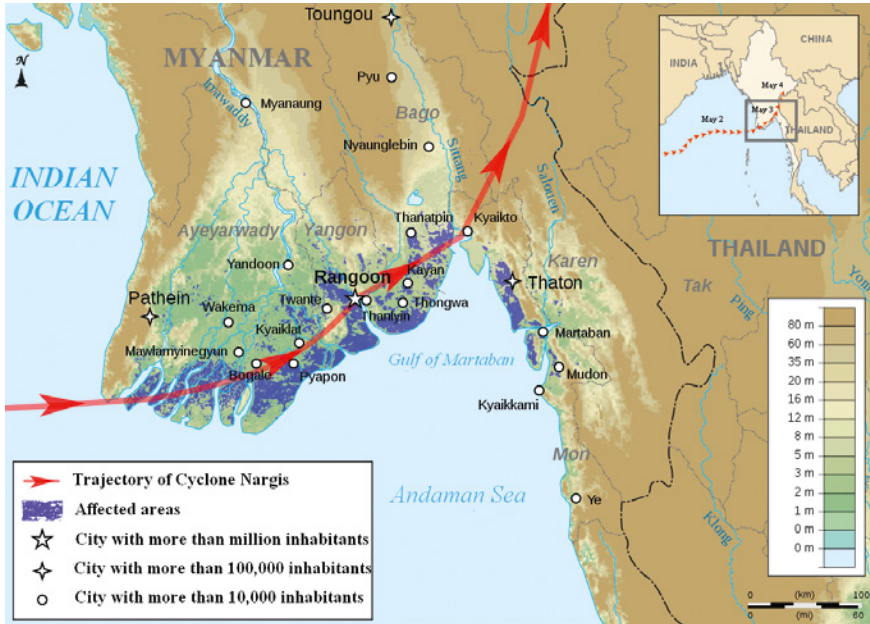 Toungou
MYANMAR
N
Pyu
Irrawaddy
Myanaung
Bago
Nyaunglebin
Sittang
INDIAN
OCEAN
Salouen
Thanatpin
Kyaikto
Ayeyarwady
Yangon
Karen
THAILAND
Yandoon
Rangoon
Kayan
Thaton
Tak
Ping
Yom
Pathein
Wakema
Twante
Thanlyin
Thongwa
Kyaiklat
Martaban
Mawlamyinegyun
Gulf of Martaban
Bogale
Pyapon
Mudon
Kyaikkami
Mon
Andaman Sea
Ye
Klong
CHINA
INDIA
May 4
May 3
May 2
THAILAND
80 m
60 m
35 m
20 m
16 m
12 m
8 m
5 m
3 m
2 m
1 m
0 m
0 m
Trajectory of Cyclone Nargis
Affected areas
City with more than million inhabitants
City with more than 100,000 inhabitants
City with more than 10,000 inhabitants
0 (km) 100
0 (mi) 60